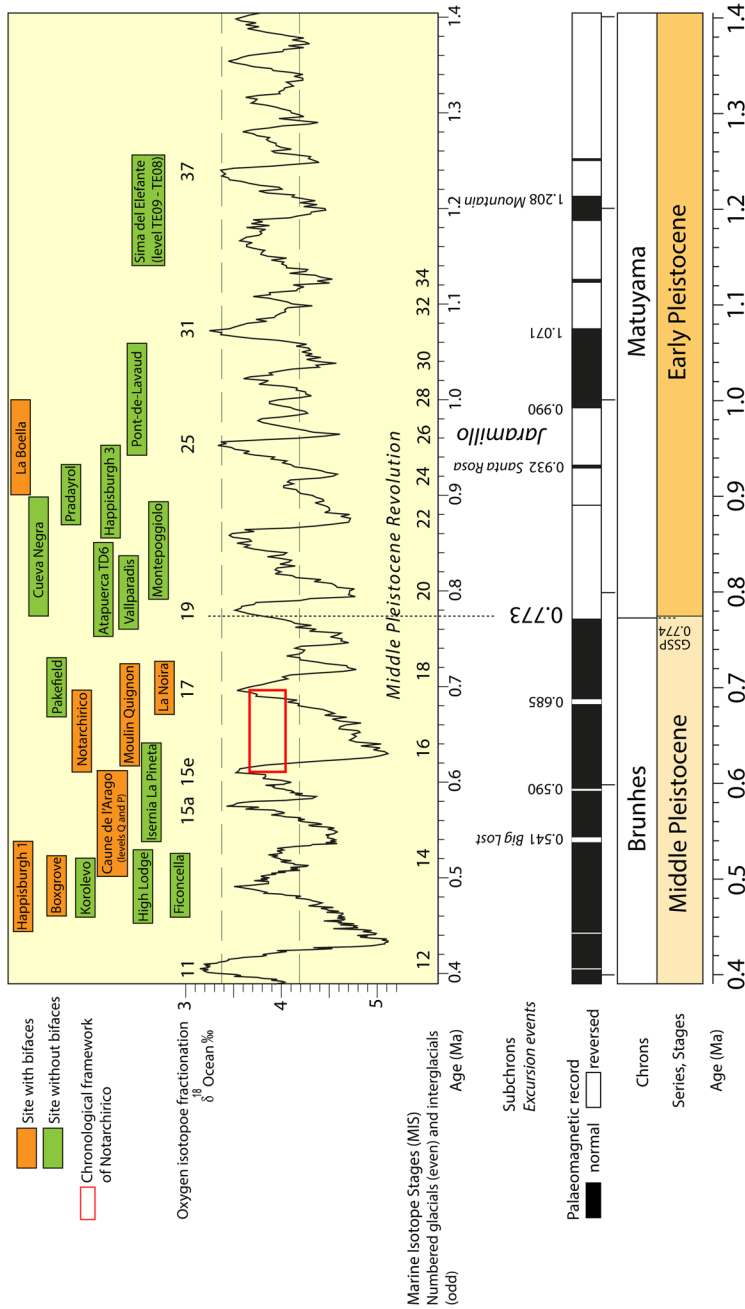 Site with bifaces
Site without bifaces
Chronological framework
of Notarchirico
Happisburgh 1
La Boella
Boxgrove
Pakefield
Cueva Negra
Korolevo
Notarchirico
Pradayrol
Caune de l'Arago
(levels Q and P)
Atapuerca TD6
Happisburgh 3
High Lodge
Moulin Quignon
Vallparadis
Pont-de-Lavaud
Sima del Elefante
(level TE09 - TE08)
Isernia La Pineta
La Noira
Montepoggiolo
Ficoncella
11
15a
15e
17
19
25
31
37
Oxygen isotopoe fractionation
δ 18 Ocean ‰
3
4
5
Middle Pleistocene Revolution
Marine Isotope Stages (MIS)
Numbered glacials (even) and interglacials
(odd)
12
14
16
18
20
22
24
26
28
30
32
34
Age (Ma)
0.4
0.5
0.6
0.7
0.8
0.9
1.0
1.1
1.2
1.3
1.4
Subchrons
Excursion events
0.541 Big Lost
0.590
0.685
0.773
0.932 Santa Rosa
Jaramillo
0.990
1.071
1.208 Mountain
Palaeomagnetic record
normal
reversed
Chrons
Brunhes
Matuyama
Series, Stages
Middle Pleistocene
GSSP
0.774
Early Pleistocene
Age (Ma)
0.4
0.5
0.6
0.7
0.8
0.9
1.0
1.1
1.2
1.3
1.4